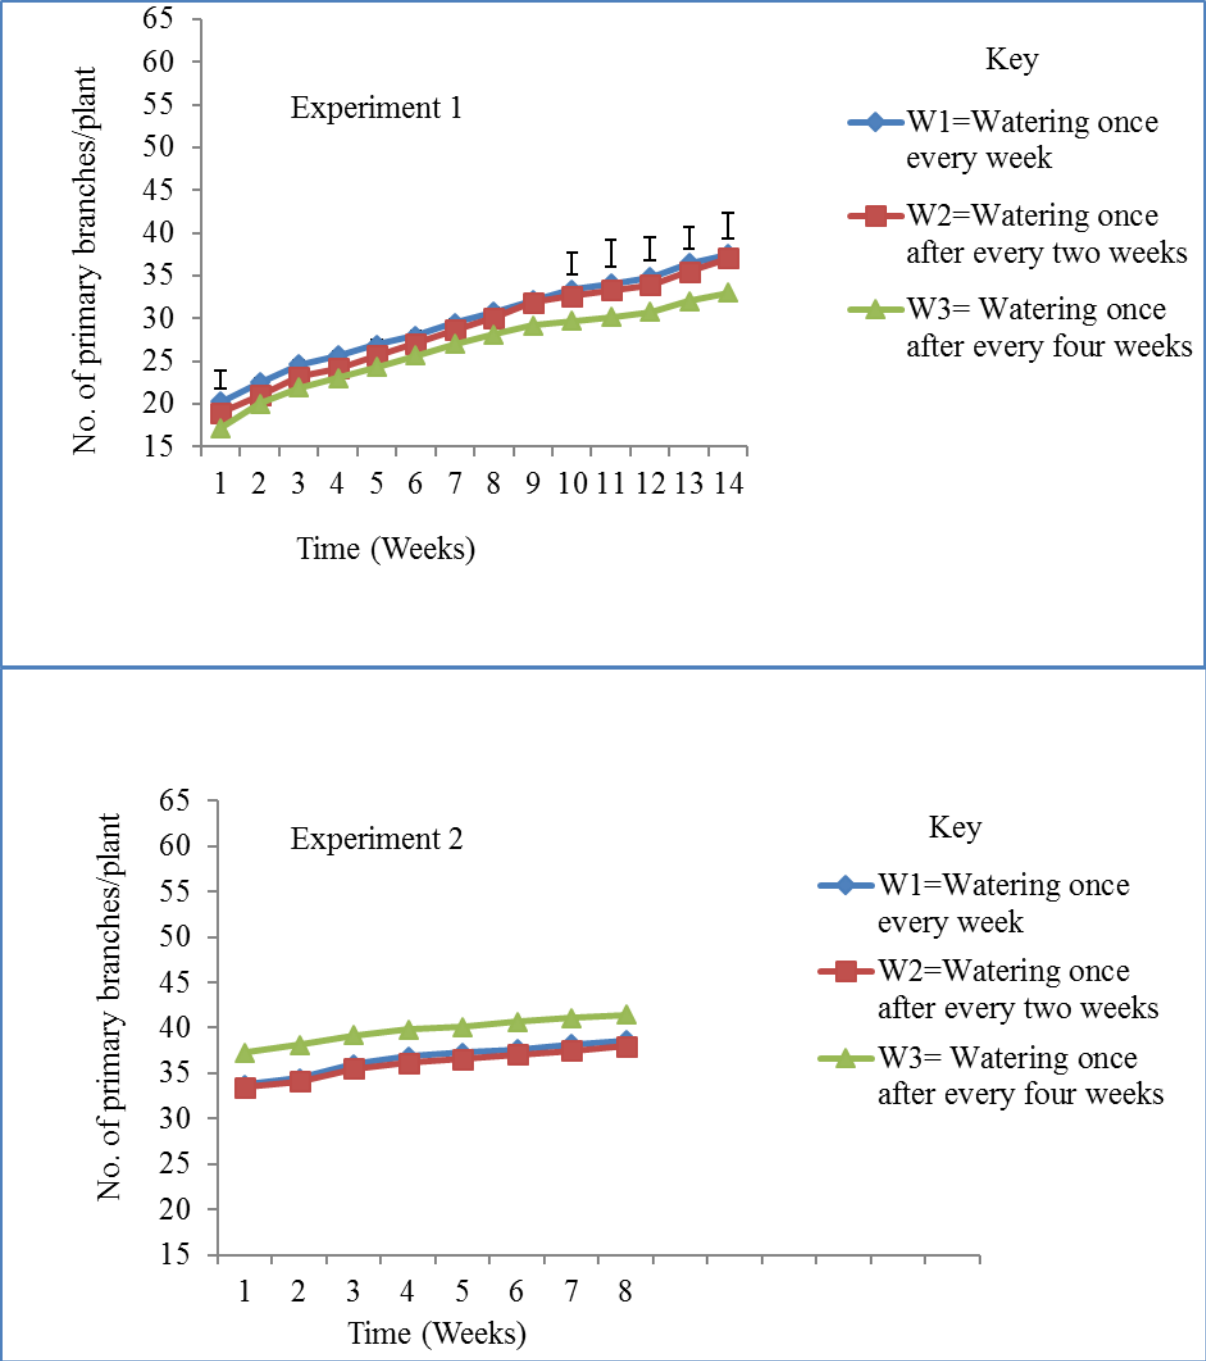 65
60
55
50
45
40
35
30
25
20
15
No. of primary branches/plant
Experiment 1
1 2 3 4 5 6 7 8 9 10 11 12 13 14
Time (Weeks)
Key
W1=Watering once
every week
W2=Watering once
after every two weeks
W3= Watering once
after every four weeks
65
60
55
50
45
40
35
30
25
20
15
No. of primary branches/plant
Experiment 2
1 2 3 4 5 6 7 8
Time (Weeks)
Key
W1=Watering once
every week
W2=Watering once
after every two weeks
W3= Watering once
after every four weeks